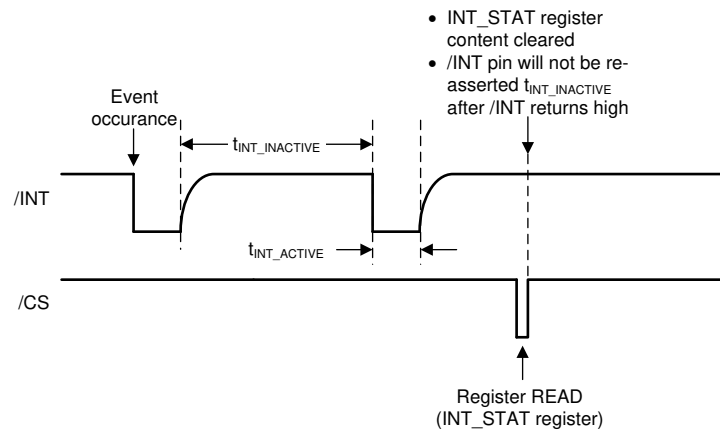 • INT_STAT register
content cleared
• /INT pin will not be re-
asserted tINT_INACTIVE
after /INT returns high
Event
occurance
tINT_INACTIVE
/INT
tINT_ACTIVE
/CS
Register READ
(INT_STAT register)